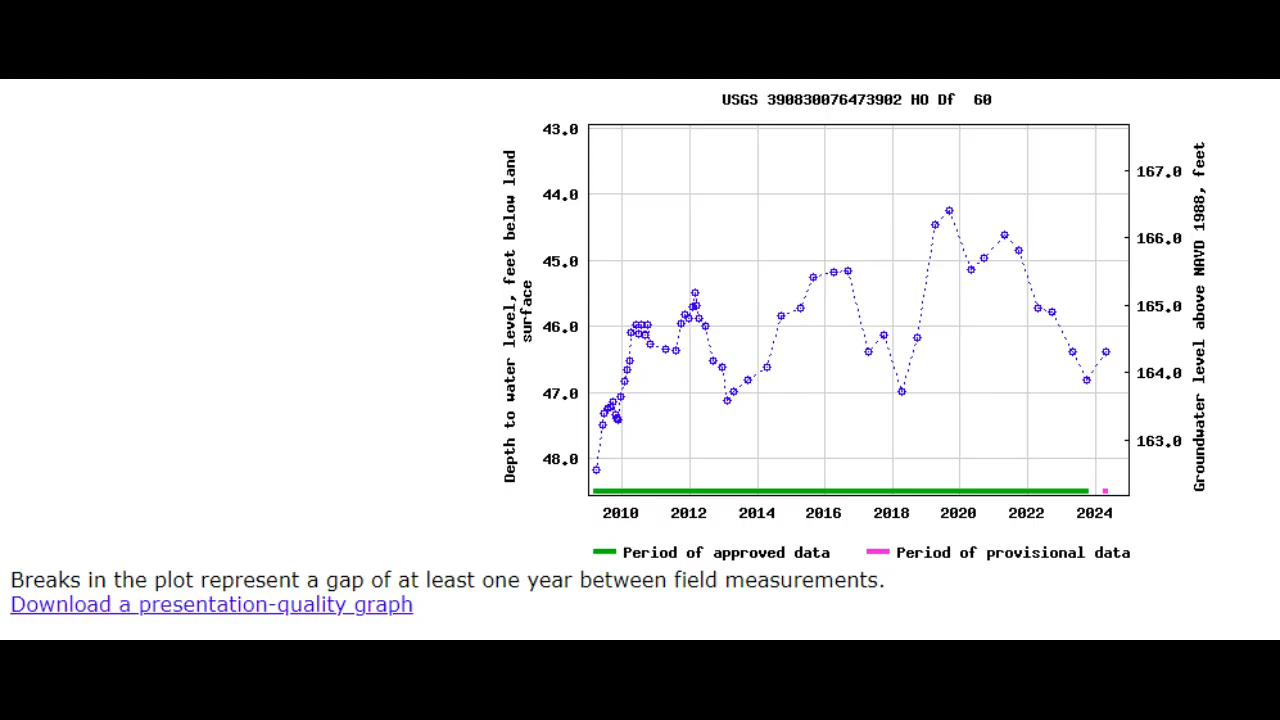 USGS 390830076473902 HO Df  60
Depth to water level, feet below land
surface
43.0
44.0
45.0
46.0
47.0
48.0
167.0
166.0
165.0
164.0
163.0
Groundwater level above NAVD 1988, feet
2010 2012 2014 2016 2018 2020 2022 2024
Period of approved data Period of provisional data
Breaks in the plot represent a gap of at least one year between field measurements.
Download a presentation-quality graph